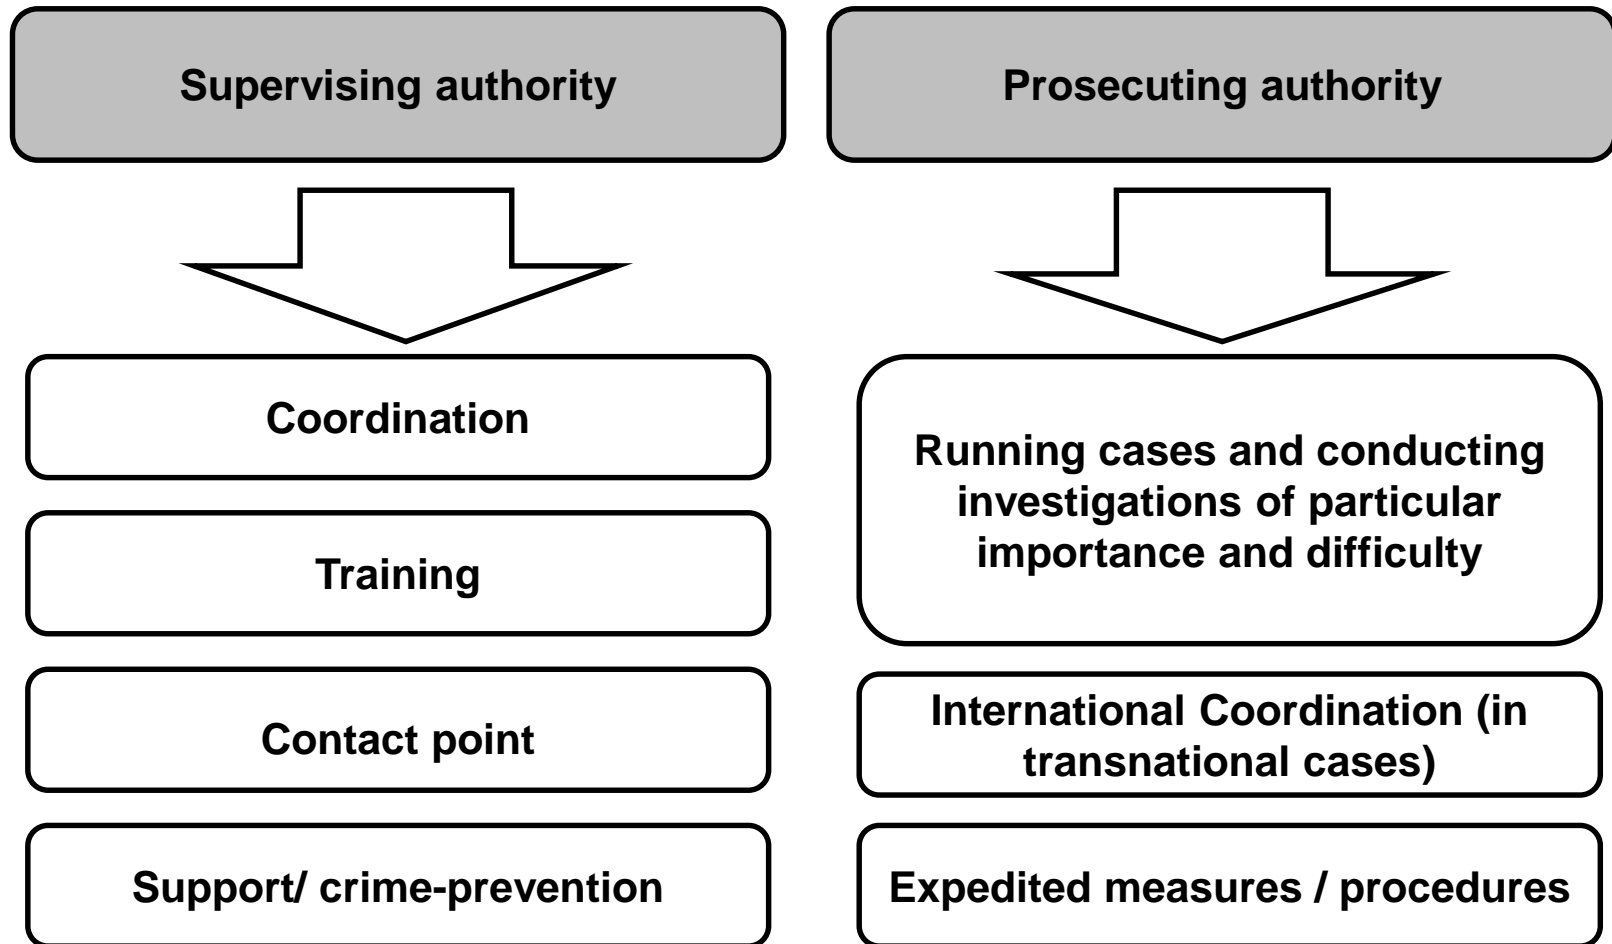 Supervising authority
Coordination
Training
Contact point
Support/ crime-prevention
Prosecuting authority
Running cases and conducting
investigations of particular
importance and difficulty
International Coordination (in
transnational cases)
Expedited measures / procedures